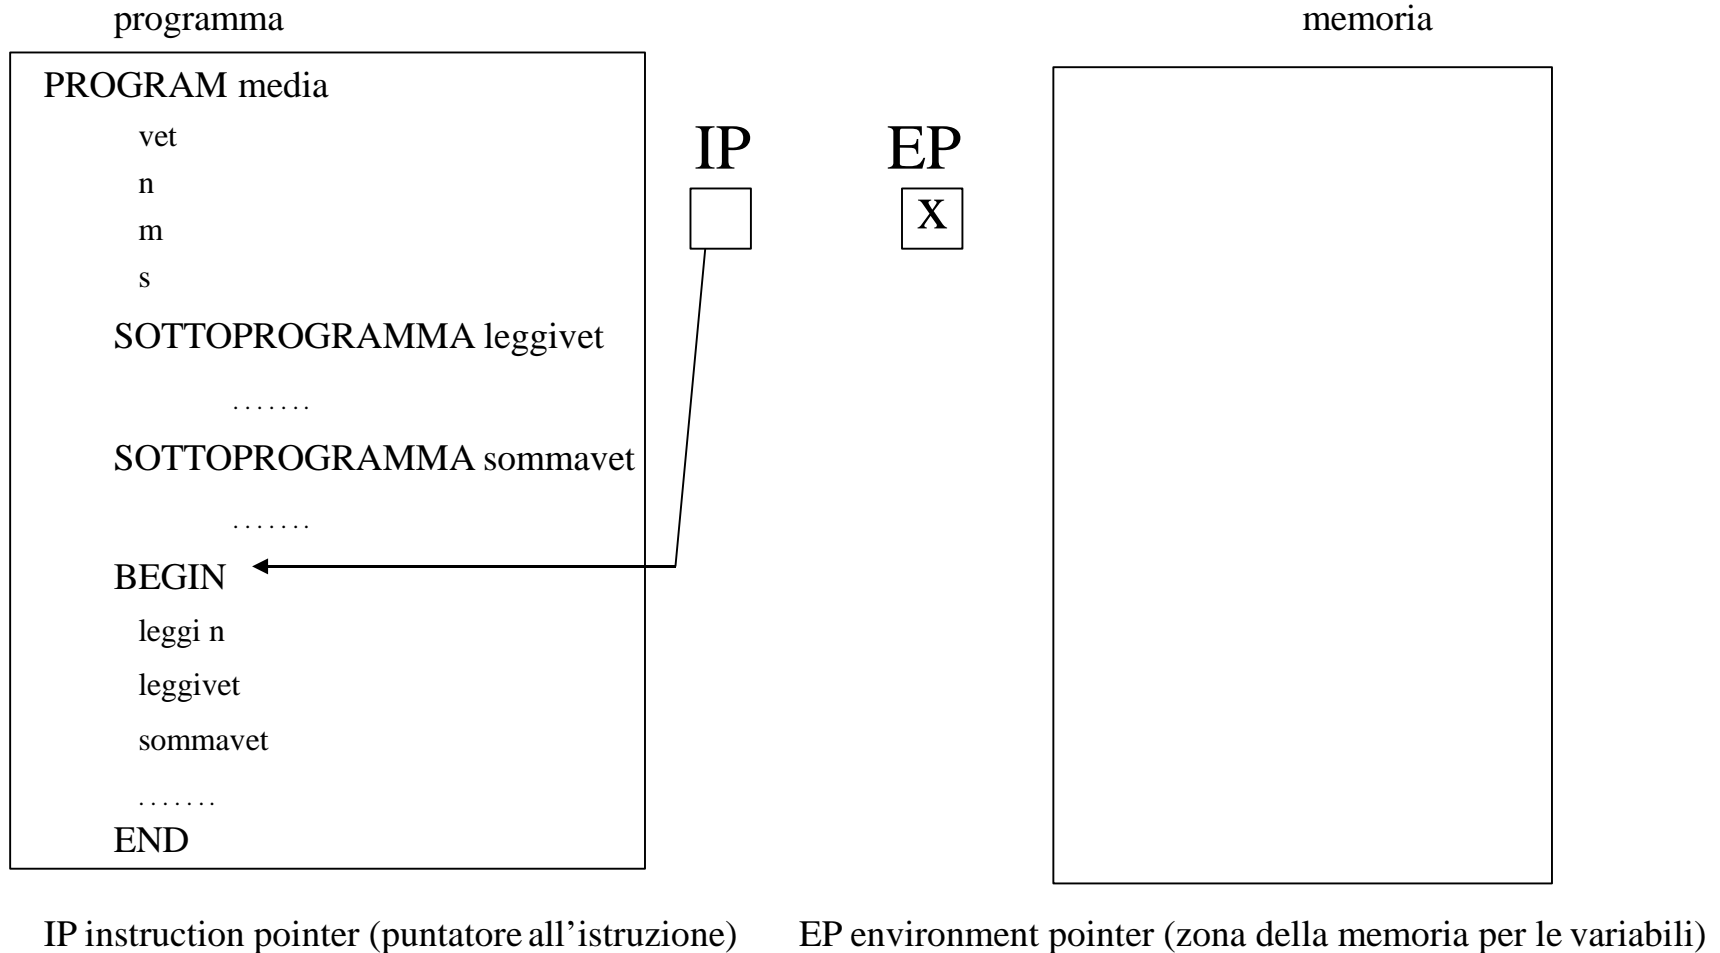 programma
memoria
PROGRAM media
vet
n
m
s
SOTTOPROGRAMMA leggivet
.......
SOTTOPROGRAMMA sommavet
.......
BEGIN
leggi n
leggivet
sommavet
.......
END
IP
EP
x
IP instruction pointer (puntatore all’istruzione)
EP environment pointer (zona della memoria per le variabili)